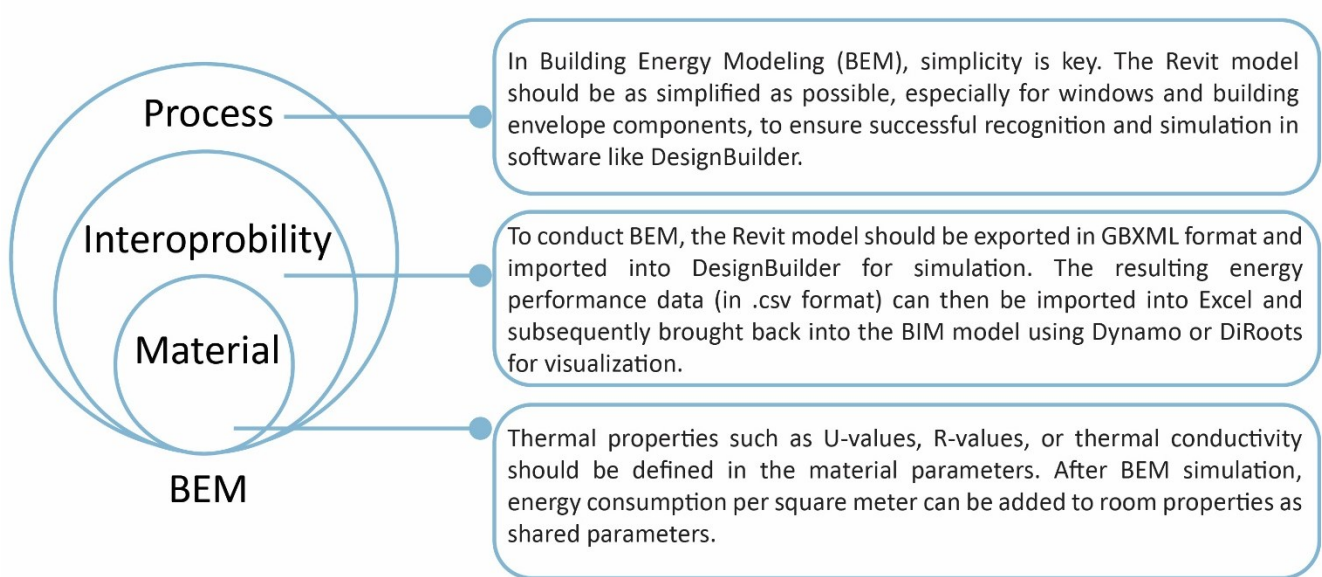 Process
In Building Energy Modeling (BEM), simplicity is key. The Revit model
should be as simplified as possible, especially for windows and building
envelope components, to ensure successful recognition and simulation in
software like DesignBuilder.
Interoprobility
To conduct BEM, the Revit model should be exported in GBXML format and
imported into DesignBuilder for simulation. The resulting energy
performance data (in .csv format) can then be imported into Excel and
subsequently brought back into the BIM model using Dynamo or DiRoots
for visualization.
Material
Thermal properties such as U-values, R-values, or thermal conductivity
should be defined in the material parameters. After BEM simulation,
energy consumption per square meter can be added to room properties as
shared parameters.
BEM